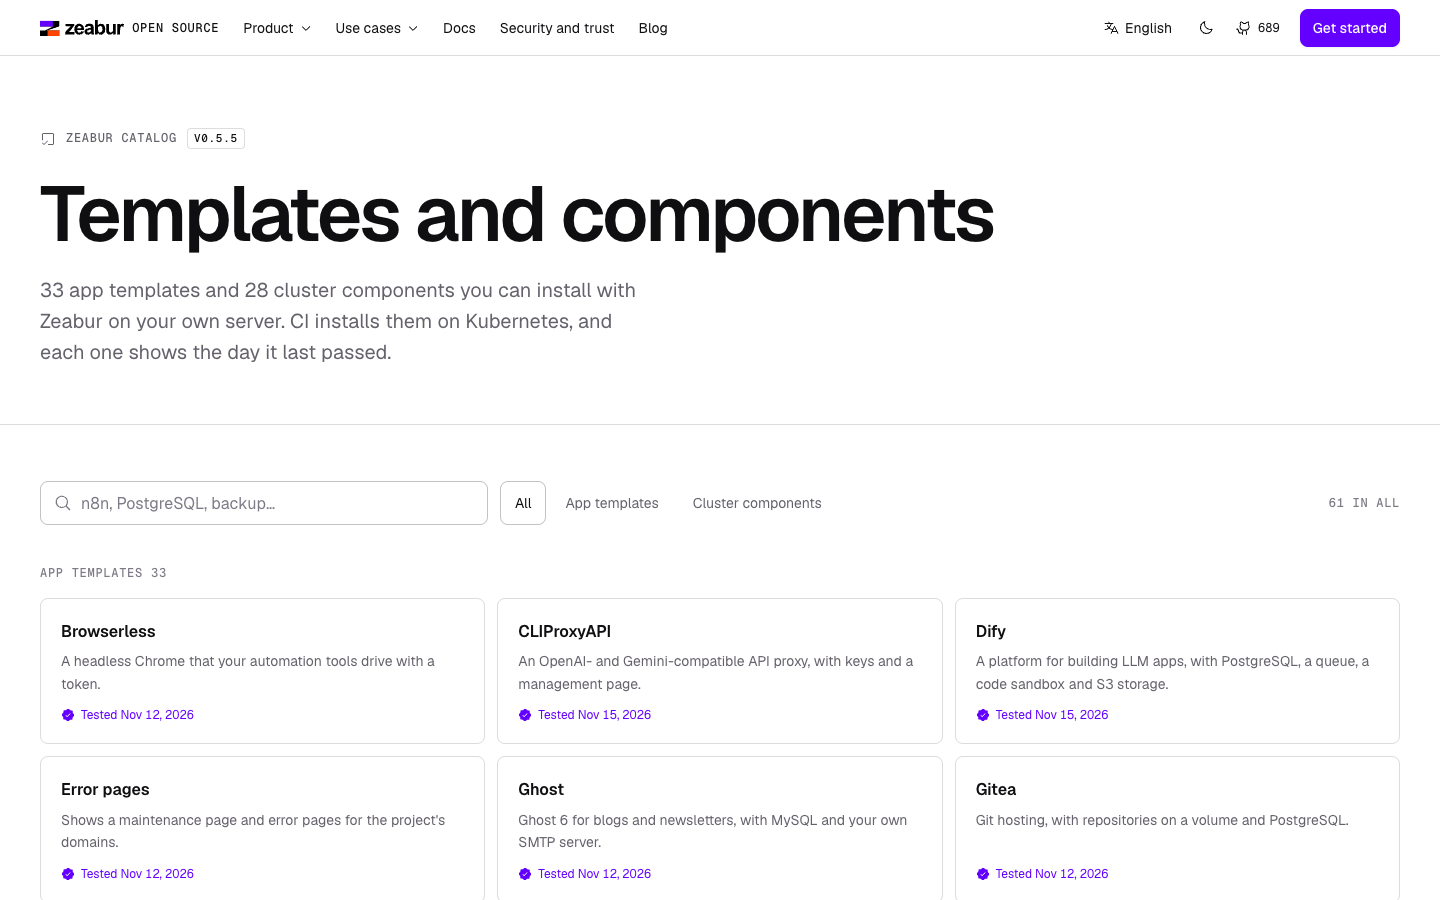 zeabur OPEN SOURCE
Product
Use cases
Docs
Security and trust
Blog
English
689
Get started
ZEABUR CATALOG
V0.5.5
Templates and components
33 app templates and 28 cluster components you can install with
Zeabur on your own server. CI installs them on Kubernetes, and
each one shows the day it last passed.
n8n, PostgreSQL, backup...
All
App templates
Cluster components
61 IN ALL
APP TEMPLATES 33
Browserless
A headless Chrome that your automation tools drive with a
token.
Tested Nov 12, 2026
CLIProxyAPI
An OpenAI- and Gemini-compatible API proxy, with keys and a
management page.
Tested Nov 15, 2026
Dify
A platform for building LLM apps, with PostgreSQL, a queue, a
code sandbox and S3 storage.
Tested Nov 15, 2026
Error pages
Shows a maintenance page and error pages for the project's
domains.
Tested Nov 12, 2026
Ghost
Ghost 6 for blogs and newsletters, with MySQL and your own
SMTP server.
Tested Nov 12, 2026
Gitea
Git hosting, with repositories on a volume and PostgreSQL.
Tested Nov 12, 2026